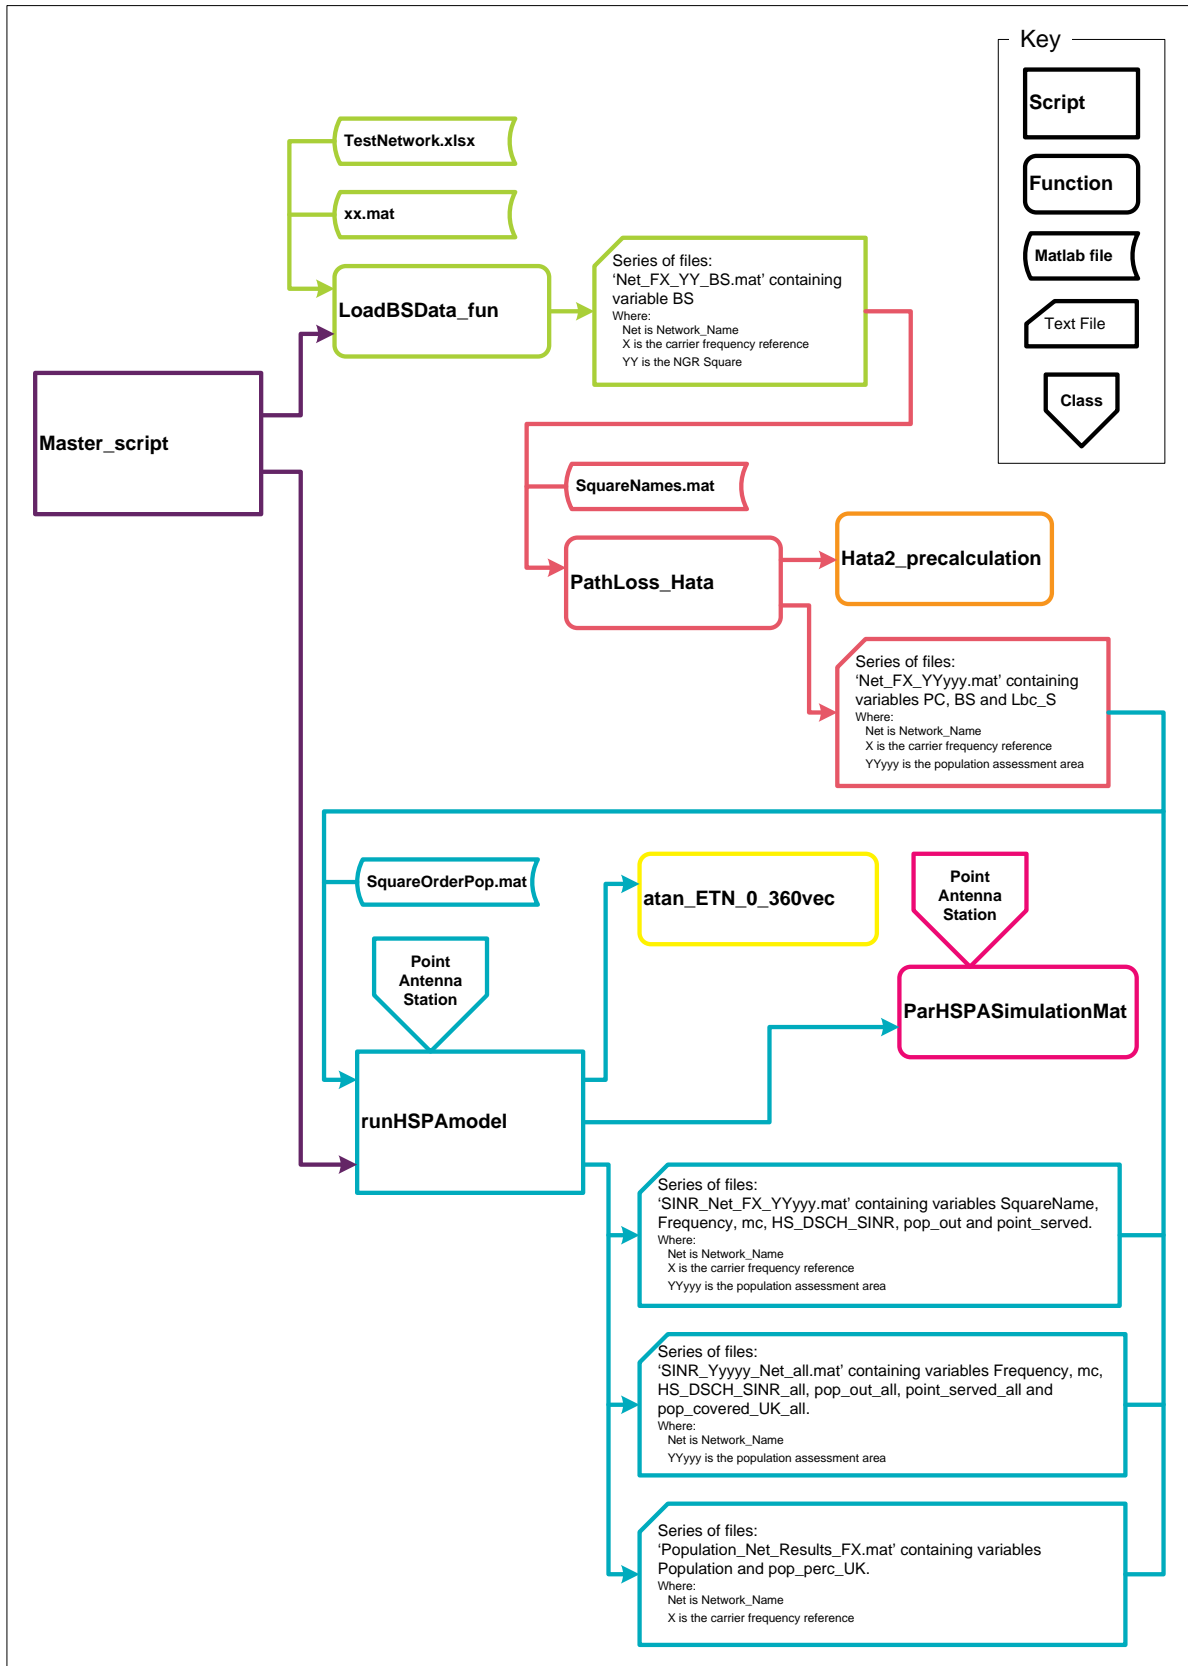 Key
Script
Function
Matlab file
Text File
Class
TestNetwork.xlsx
xx.mat
LoadBSData_fun
Series of files:
‘Net_FX_YY_BS.mat’ containing
variable BS
Where:
Net is Network_Name
X is the carrier frequency reference
YY is the NGR Square
Master_script
SquareNames.mat
PathLoss_Hata
Hata2_precalculation
Series of files:
‘Net_FX_YYyyy.mat’ containing
variables PC, BS and Lbc_S
Where:
Net is Network_Name
X is the carrier frequency reference
YYyyy is the population assessment area
SquareOrderPop.mat
atan_ETN_0_360vec
Point
Antenna
Station
Point
Antenna
Station
ParHSPASimulationMat
runHSPAmodel
Series of files:
‘SINR_Net_FX_YYyyy.mat’ containing variables SquareName,
Frequency, mc, HS_DSCH_SINR, pop_out and point_served.
Where:
Net is Network_Name
X is the carrier frequency reference
YYyyy is the population assessment area
Series of files:
‘SINR_Yyyyy_Net_all.mat’ containing variables Frequency, mc,
HS_DSCH_SINR_all, pop_out_all, point_served_all and
pop_covered_UK_all.
Where:
Net is Network_Name
YYyyy is the population assessment area
Series of files:
‘Population_Net_Results_FX.mat’ containing variables
Population and pop_perc_UK.
Where:
Net is Network_Name
X is the carrier frequency reference